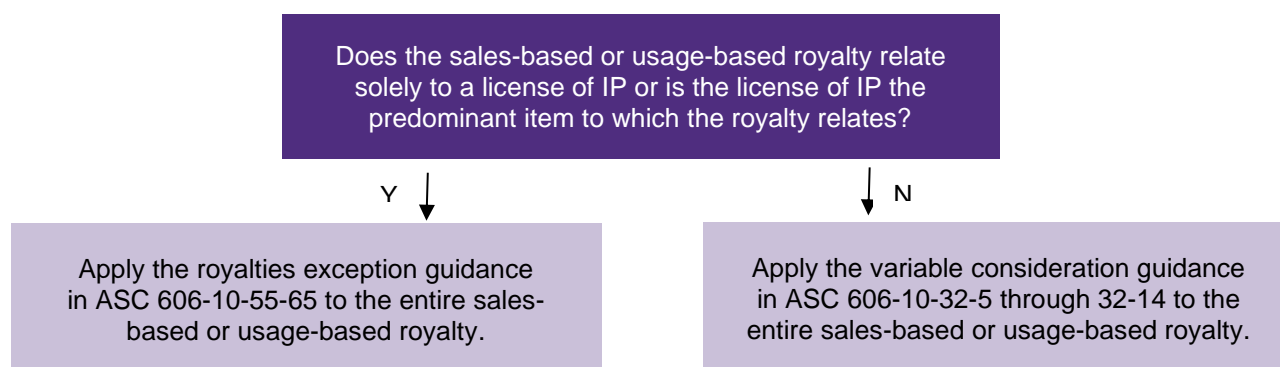 Does the sales-based or usage-based royalty relate
solely to a license of IP or is the license of IP the
predominant item to which the royalty relates?
Y
N
Apply the royalties exception guidance
in ASC 606-10-55-65 to the entire sales-
based or usage-based royalty.
Apply the variable consideration guidance
in ASC 606-10-32-5 through 32-14 to the
entire sales-based or usage-based royalty.